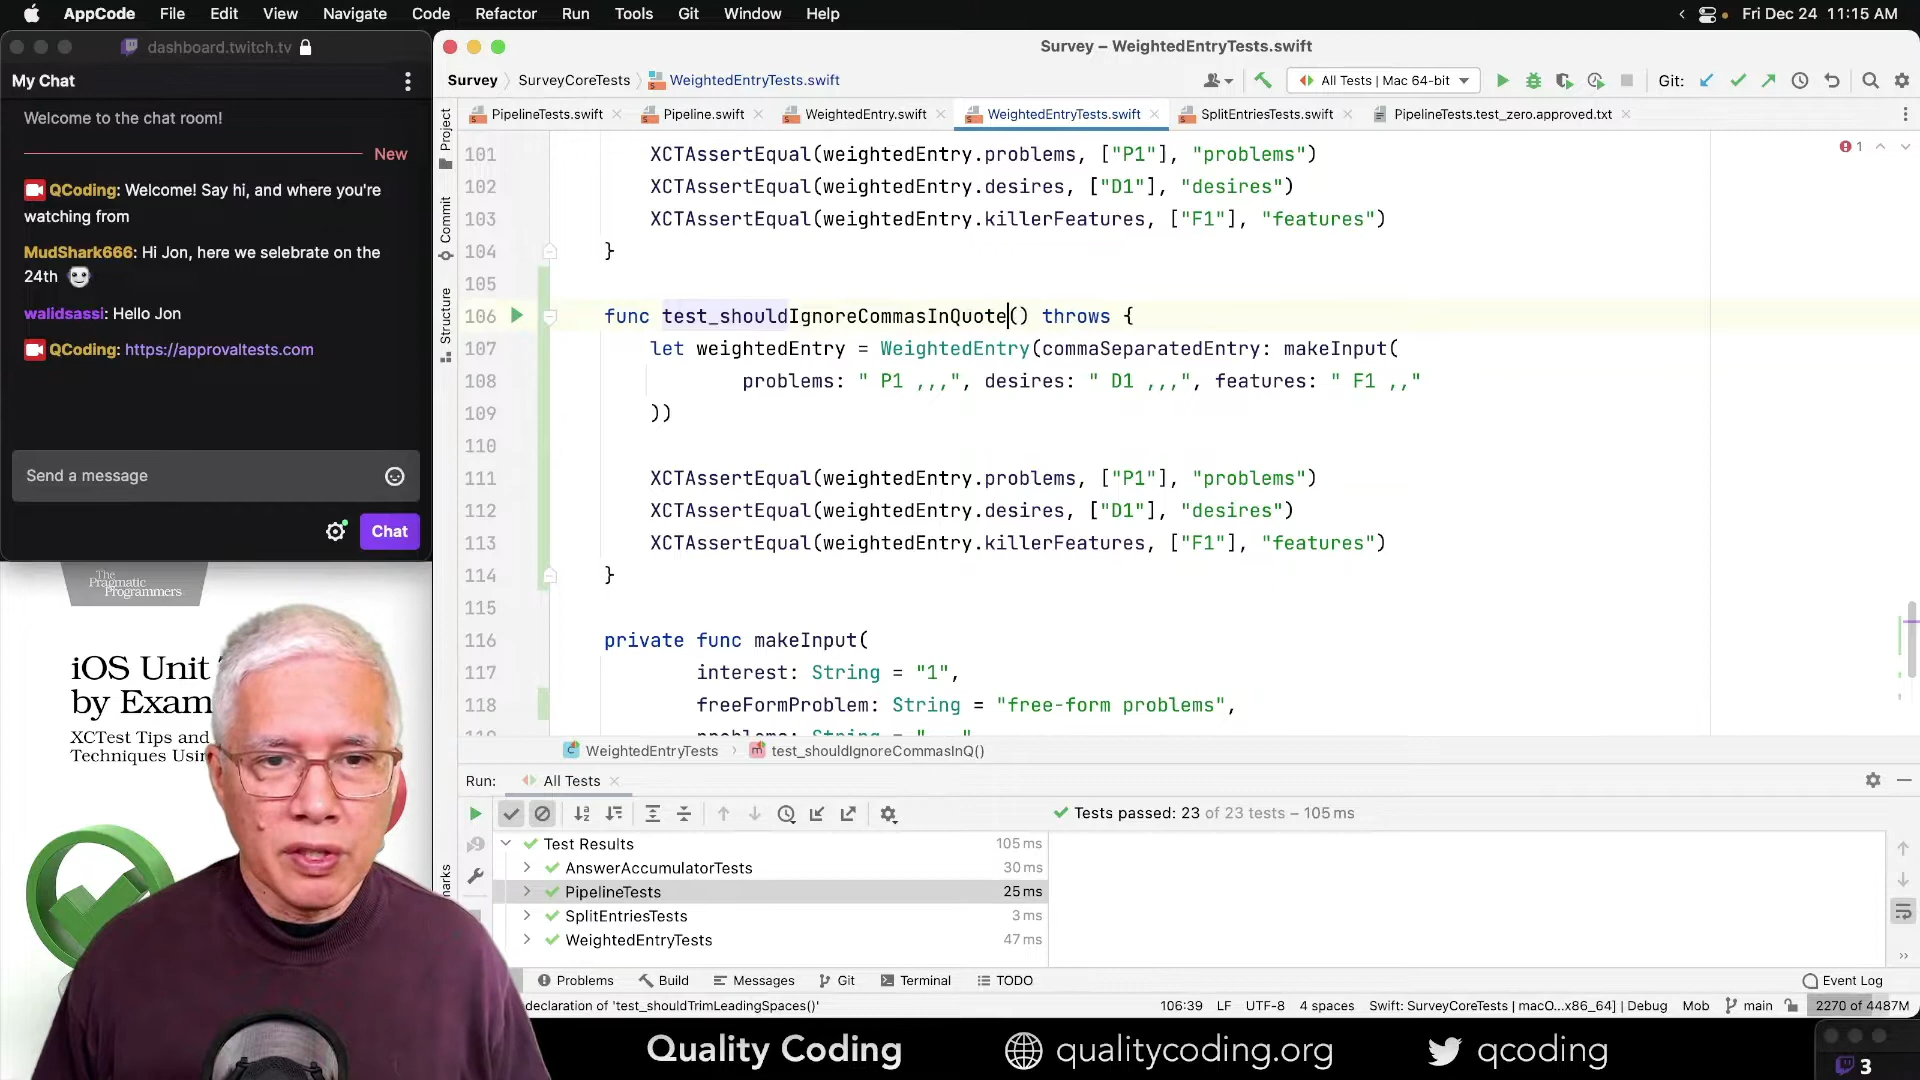 AppCode File Edit View Navigate Code Refactor Run Tools Git Window Help Fri Dec 24 11:15 AM
dashboard.twitch.tv
Survey – WeightedEntryTests.swift
My Chat
Survey SurveyCoreTests WeightedEntryTests.swift All Tests | Mac 64-bit Git:
PipelineTests.swift Pipeline.swift WeightedEntry.swift WeightedEntryTests.swift SplitEntriesTests.swift PipelineTests.test_zero.approved.txt
Welcome to the chat room!
New
QCoding: Welcome! Say hi, and where you're
watching from
MudShark666: Hi Jon, here we celebrate on the
24th
walidsassi: Hello Jon
QCoding: https://approvaltests.com
Send a message
Chat
Project
Commit
Structure
1
101 XCTAssertEqual(weightedEntry.problems, ["P1"], "problems")
102 XCTAssertEqual(weightedEntry.desires, ["D1"], "desires")
103 XCTAssertEqual(weightedEntry.killerFeatures, ["F1"], "features")
104 }
105
106 func test_shouldIgnoreCommasInQuote() throws {
107 let weightedEntry = WeightedEntry(commaSeparatedEntry: makeInput(
108 problems: " P1 ,,,", desires: " D1 ,,,", features: " F1 ,,"
109 ))
110
111 XCTAssertEqual(weightedEntry.problems, ["P1"], "problems")
112 XCTAssertEqual(weightedEntry.desires, ["D1"], "desires")
113 XCTAssertEqual(weightedEntry.killerFeatures, ["F1"], "features")
114 }
115
116 private func makeInput(
117 interest: String = "1",
118 freeFormProblem: String = "free-form problems",
WeightedEntryTests test_shouldIgnoreCommasInQ()
Run: All Tests
Tests passed: 23 of 23 tests – 105 ms
Test Results 105 ms
AnswerAccumulatorTests 30 ms
PipelineTests 25 ms
SplitEntriesTests 3 ms
WeightedEntryTests 47 ms
Problems Build Messages Git Terminal TODO Event Log
declaration of 'test_shouldTrimLeadingSpaces()' 106:39 LF UTF-8 4 spaces Swift: SurveyCoreTests | macO...x86_64] | Debug Mob main 2270 of 4487M
The
Pragmatic
Programmers
iOS Unit
by Exam
XCTest Tips and
Techniques Usin
Quality Coding qualitycoding.org qcoding
3